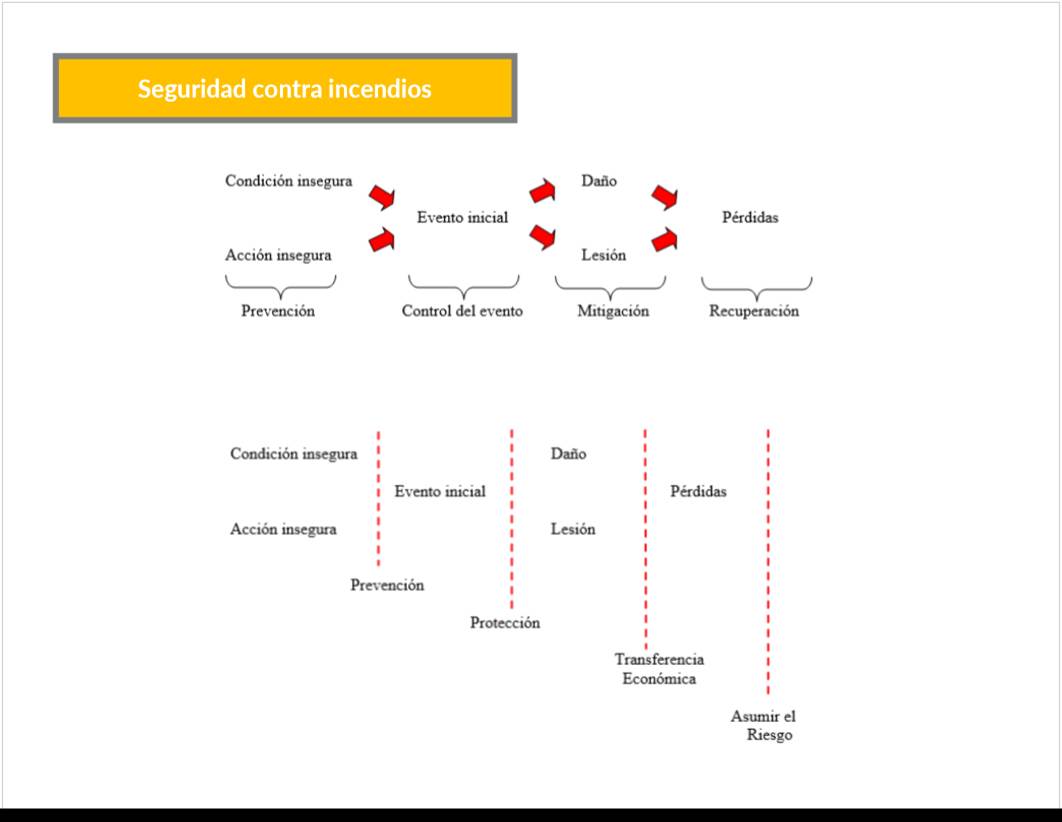 Seguridad contra incendios
Condición insegura
Daño
Evento inicial
Pérdidas
Acción insegura
Lesión
Prevención
Control del evento
Mitigación
Recuperación
Condición insegura
Daño
Evento inicial
Pérdidas
Acción insegura
Lesión
Prevención
Protección
Transferencia
Económica
Asumir el
Riesgo